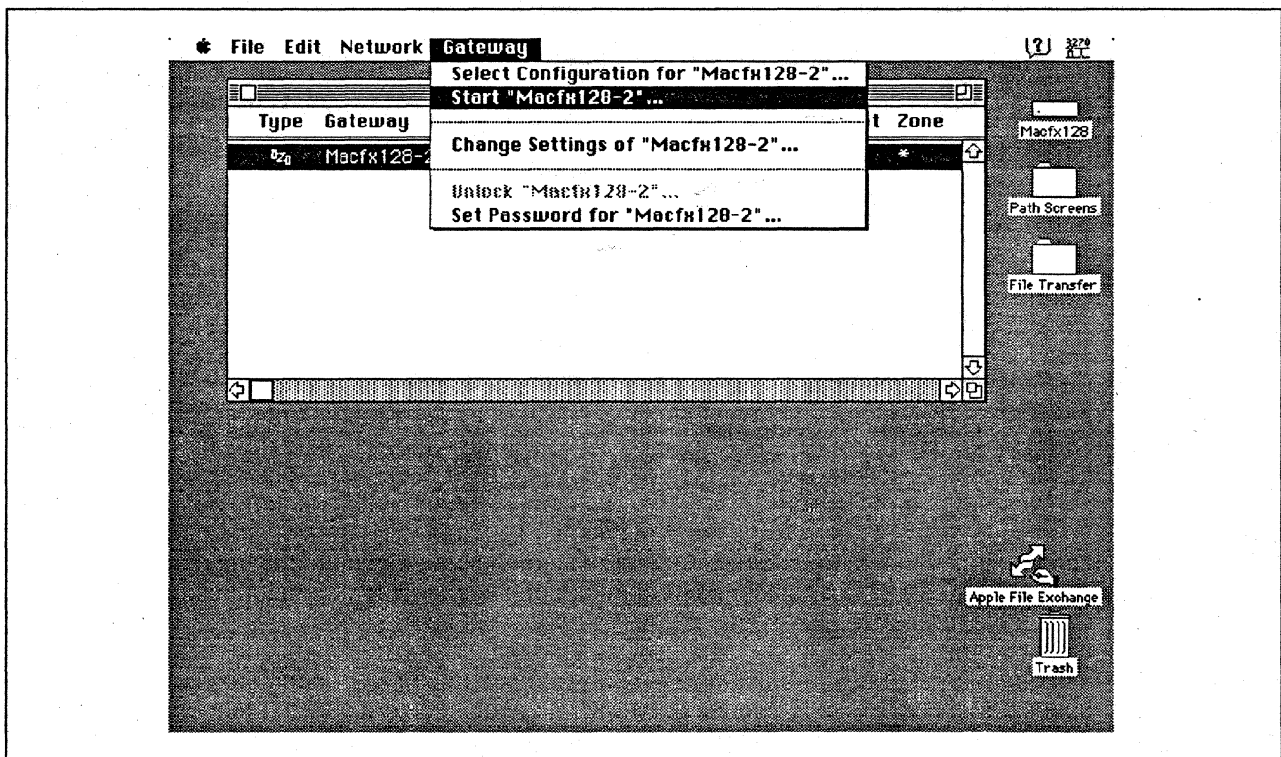 File Edit Network Gateway
3270
Select Configuration for "Macfx128-2"...
Start "Macfx128-2"...
Type Gateway t Zone
Macfx128
Change Settings of "Macfx128-2"...
Macfx128-2 *
Unlock "Macfx128-2"...
Set Password for "Macfx128-2"...
Path Screens
File Transfer
Apple File Exchange
Trash